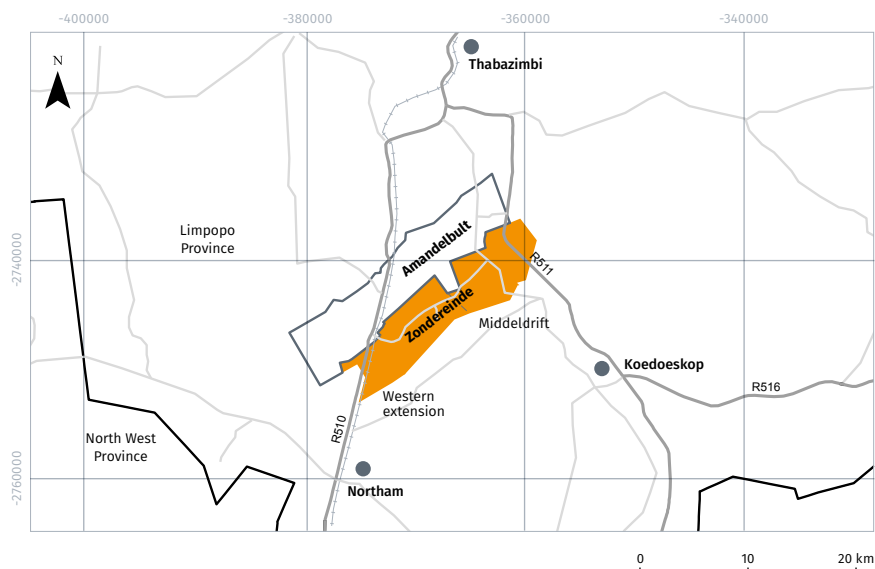 -400000
-380000
-360000
-340000
N
Thabazimbi
Limpopo
Province
Amandelbult
-2740000
R511
Zondereinde
Middeldrift
Koedoeskop
R516
Western
extension
R510
North West
Province
-2760000
Northam
0
10
20 km